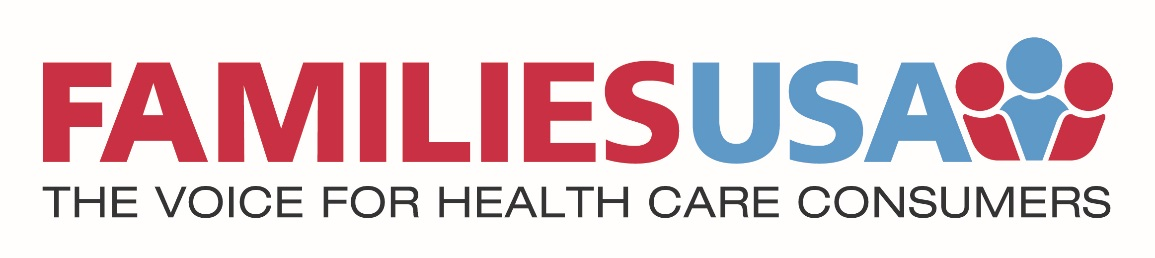 FAMILIESUSA
THE VOICE FOR HEALTH CARE CONSUMERS